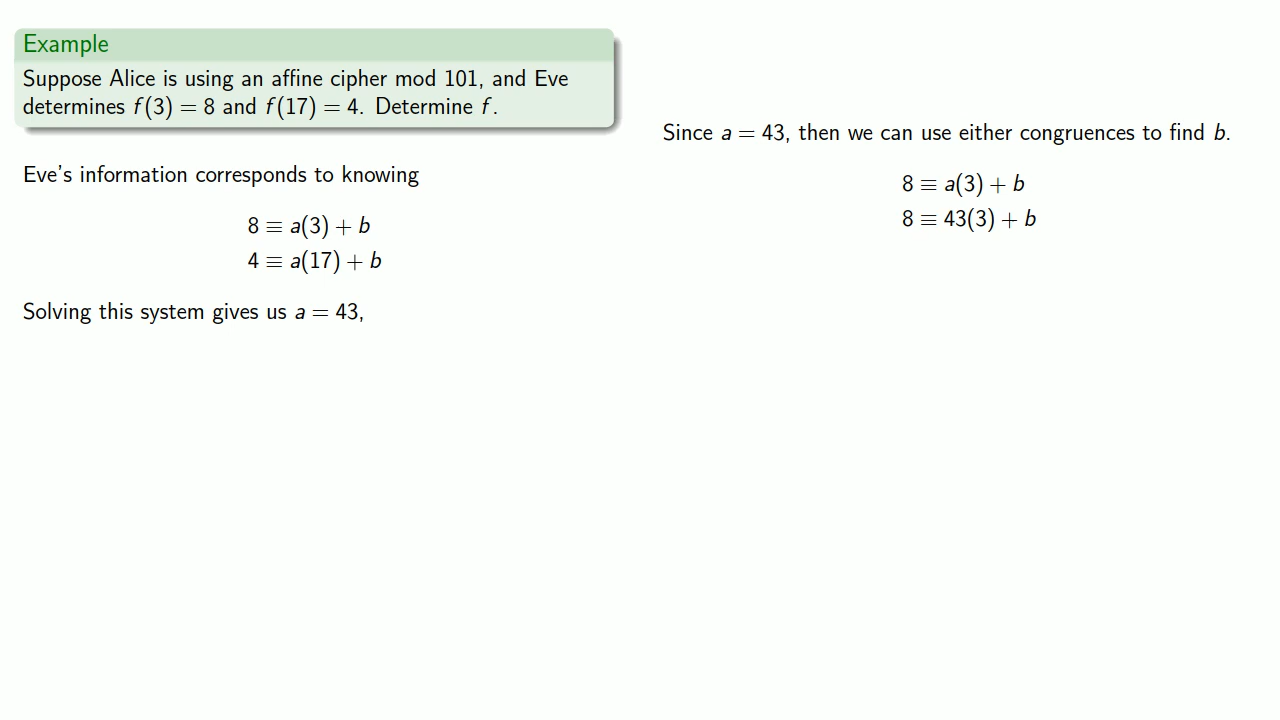 Example
Suppose Alice is using an affine cipher mod 101, and Eve
determines f(3) = 8 and f(17) = 4. Determine f.
Eve's information corresponds to knowing
8 ≡ a(3) + b
4 ≡ a(17) + b
Solving this system gives us a = 43,
Since a = 43, then we can use either congruences to find b.
8 ≡ a(3) + b
8 ≡ 43(3) + b